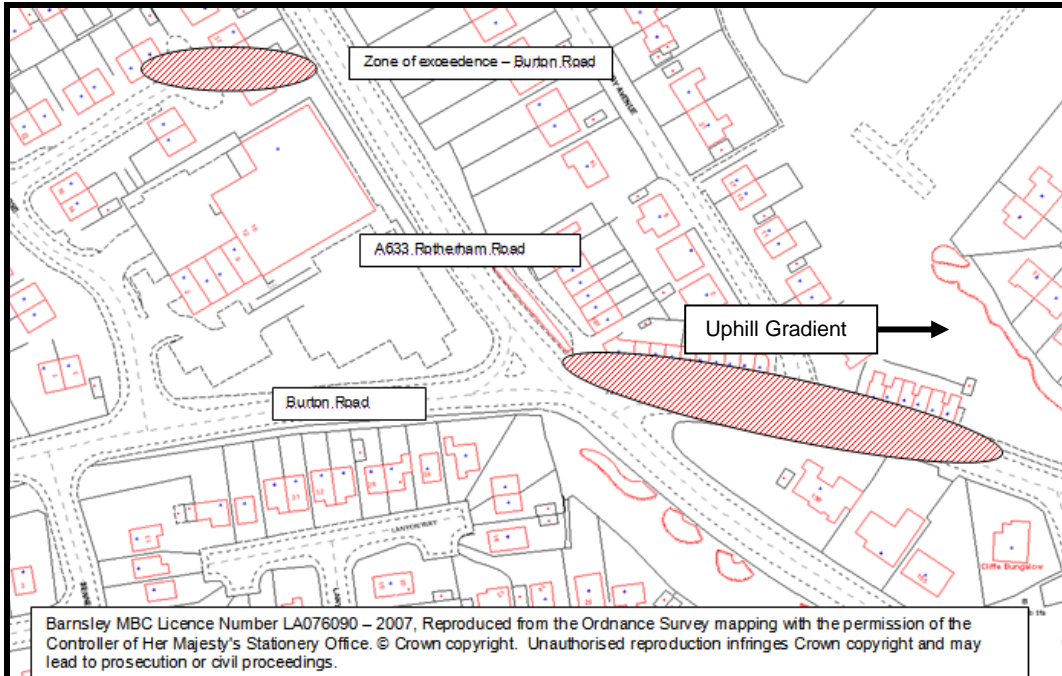 Zone of exceedence – Burton Road
AVENUE
A633 Rotherham Road
Uphill Gradient
Burton Road
LANYON WAY
Cliffe Bungalow
Barnsley MBC Licence Number LA076090 – 2007, Reproduced from the Ordnance Survey mapping with the permission of the
Controller of Her Majesty's Stationery Office. © Crown copyright. Unauthorised reproduction infringes Crown copyright and may
lead to prosecution or civil proceedings.